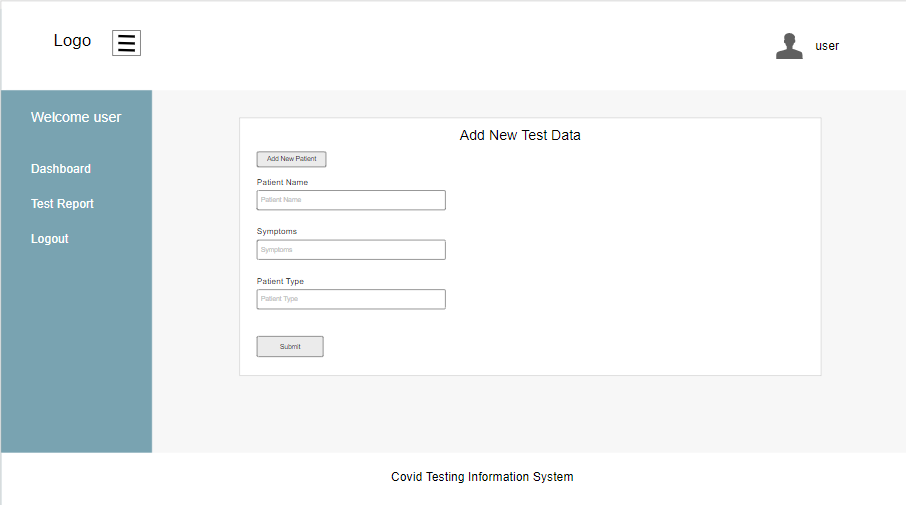 Logo
user
Welcome user
Dashboard
Test Report
Logout
Add New Test Data
Add New Patient
Patient Name
Patient Name
Symptoms
Symptoms
Patient Type
Patient Type
Submit
Covid Testing Information System